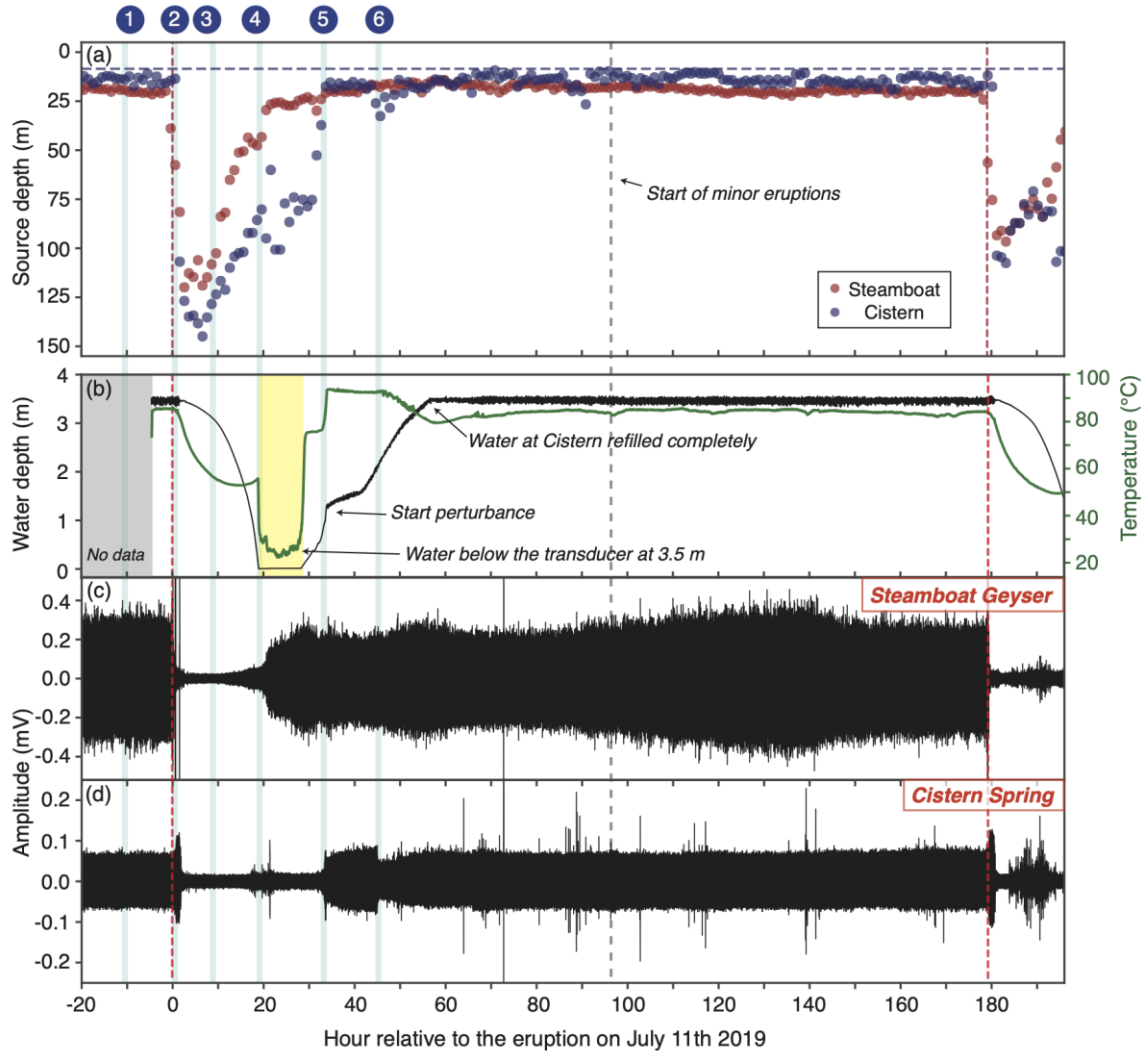 1 2 3 4 5 6
(a)
0
25
50
75
100
125
150
Source depth (m)
Start of minor eruptions
Steamboat
Cistern
(b)
4
3
2
1
0
Water depth (m)
100
80
60
40
20
Temperature (°C)
Water at Cistern refilled completely
Start perturbance
No data
Water below the transducer at 3.5 m
(c)
Steamboat Geyser
0.4
0.2
0.0
-0.2
-0.4
Amplitude (mV)
(d)
Cistern Spring
0.2
0.1
0.0
-0.1
-0.2
-20 0 20 40 60 80 100 120 140 160 180
Hour relative to the eruption on July 11th 2019